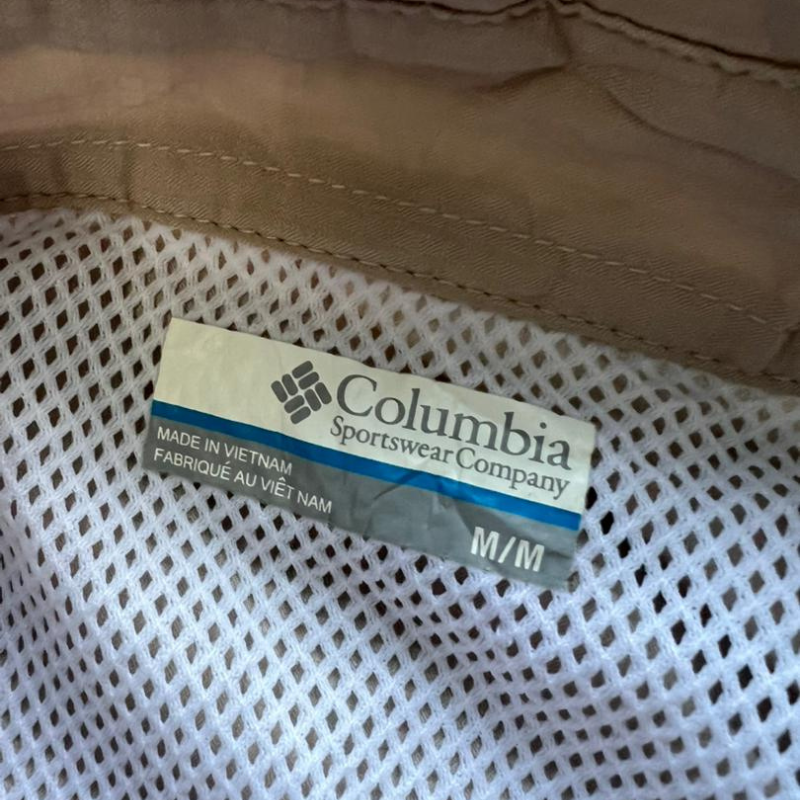 Columbia
Sportswear Company
MADE IN VIETNAM
FABRIQUÉ AU VIÊT NAM
M/M